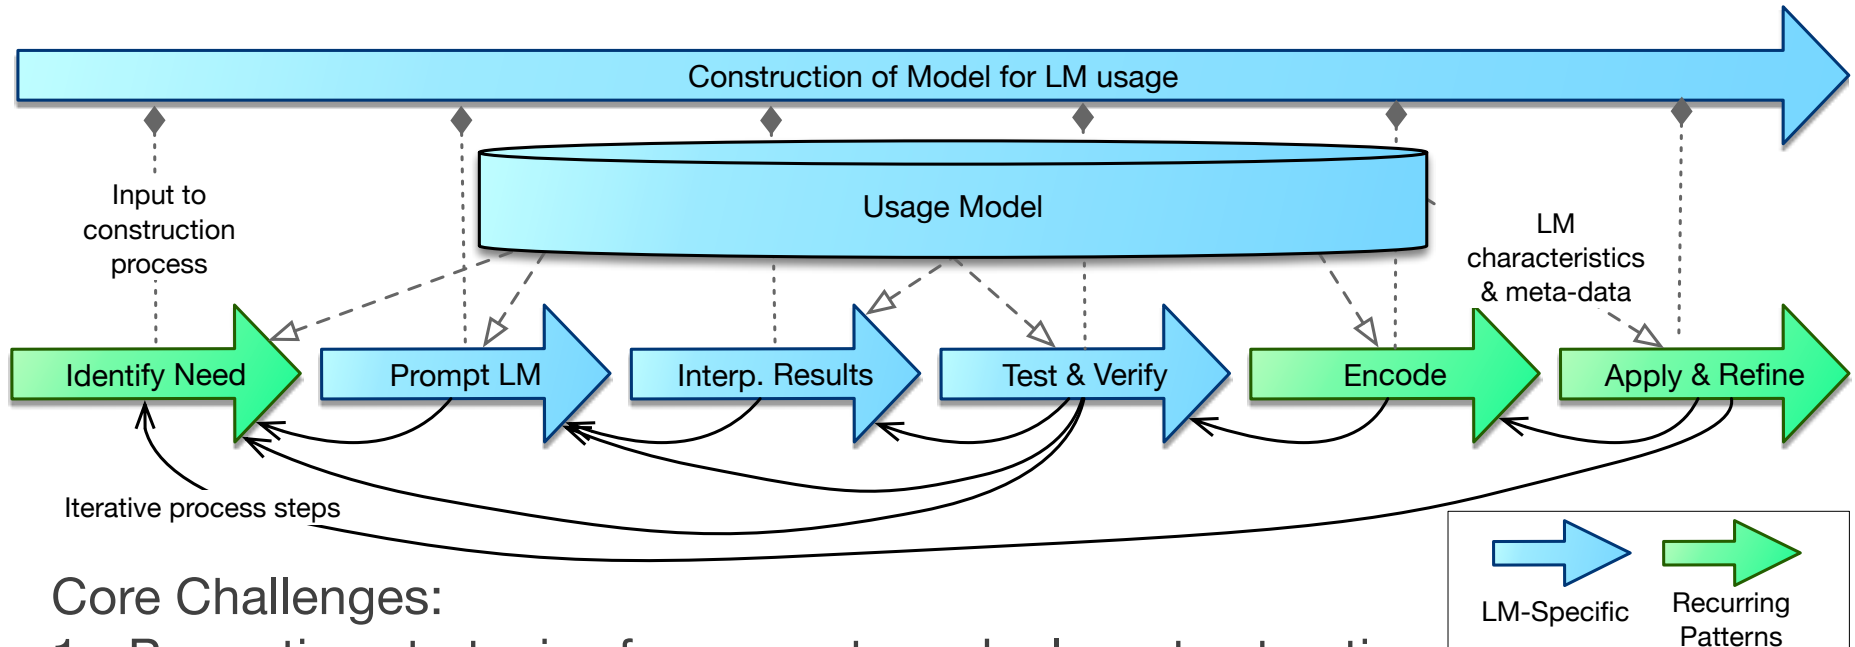 Construction of Model for LM usage
Usage Model
Input to
construction
process
LM
characteristics
& meta-data
Identify Need
Prompt LM
Interp. Results
Test & Verify
Encode
Apply & Refine
Iterative process steps
LM-Specific
Recurring
Patterns
Core Challenges: